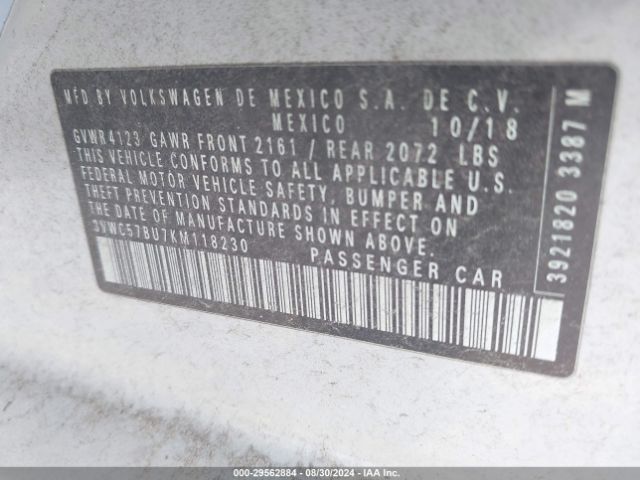 MFD BY VOLKSWAGEN DE MEXICO S.A. DE C.V.
MEXICO 10/18
GVWR4123 GAWR FRONT 2161 / REAR 2072 LBS
THIS VEHICLE CONFORMS TO ALL APPLICABLE U.S.
FEDERAL MOTOR VEHICLE SAFETY, BUMPER AND
THEFT PREVENTION STANDARDS IN EFFECT ON
THE DATE OF MANUFACTURE SHOWN ABOVE.
3VWC57BU7KM118230
PASSENGER CAR
3921820 3387 M
000-29562884 - 08/30/2024 - IAA Inc.